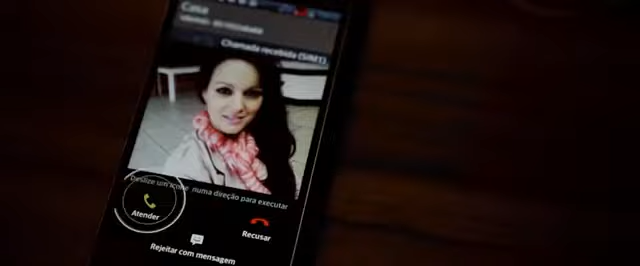 Casa
Chamada recebida (SIM1)
Deslize um ícone numa direção para executar
Atender
Recusar
Rejeitar com mensagem